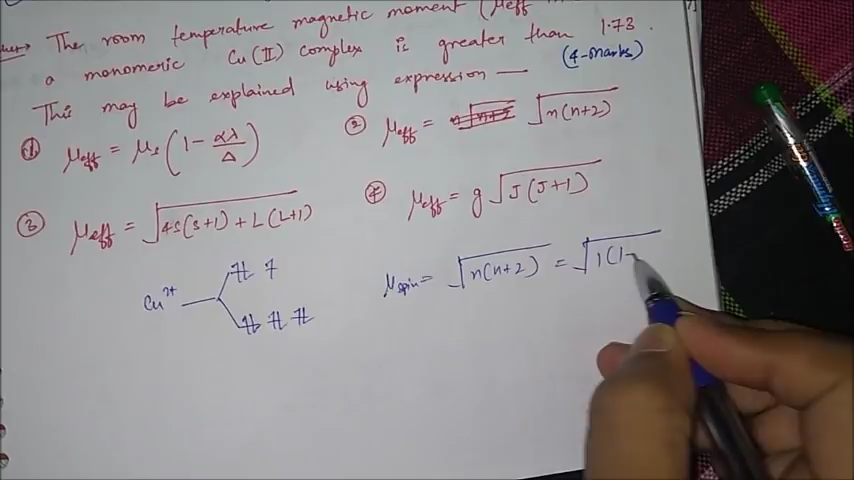 The room temperature magnetic moment (μeff
a monomeric Cu(II) complex is greater than 1.73.
This may be explained using expression — (4-marks)
① μeff = μs (1 - αλ/Δ)
② μeff = √n(n+2)
③ μeff = √4S(S+1) + L(L+1)
④ μeff = g √J(J+1)
Cu²⁺ — ⥮ ↿
⥮ ⥮ ⥮
μspin = √n(n+2) = √1(1-